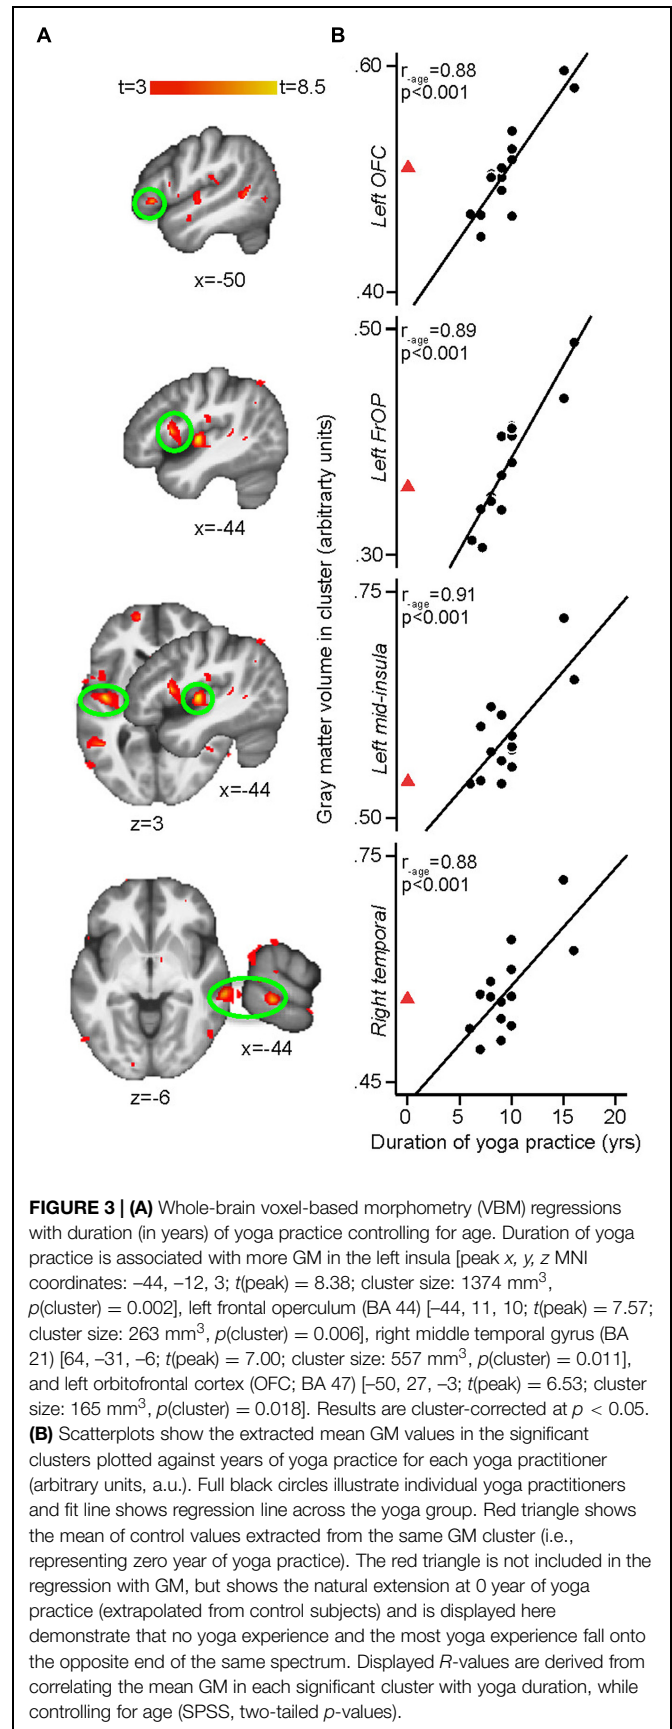 A
B
t=3
t=8.5
x=-50
x=-44
x=-44
z=3
x=-44
z=-6
Gray matter volume in cluster (arbitrarty units)
.60
r-age=0.88
p<0.001
Left OFC
.40
.50
r-age=0.89
p<0.001
Left FrOP
.30
.75
r-age=0.91
p<0.001
Left mid-insula
.50
.75
r-age=0.88
p<0.001
Right temporal
.45
0 5 10 15 20
Duration of yoga practice (yrs)
FIGURE 3 | (A) Whole-brain voxel-based morphometry (VBM) regressions
with duration (in years) of yoga practice controlling for age. Duration of yoga
practice is associated with more GM in the left insula [peak x, y, z MNI
coordinates: –44, –12, 3; t(peak) = 8.38; cluster size: 1374 mm3,
p(cluster) = 0.002], left frontal operculum (BA 44) [–44, 11, 10; t(peak) = 7.57;
cluster size: 263 mm3, p(cluster) = 0.006], right middle temporal gyrus (BA
21) [64, –31, –6; t(peak) = 7.00; cluster size: 557 mm3, p(cluster) = 0.011],
and left orbitofrontal cortex (OFC; BA 47) [–50, 27, –3; t(peak) = 6.53; cluster
size: 165 mm3, p(cluster) = 0.018]. Results are cluster-corrected at p < 0.05.
(B) Scatterplots show the extracted mean GM values in the significant
clusters plotted against years of yoga practice for each yoga practitioner
(arbitrary units, a.u.). Full black circles illustrate individual yoga practitioners
and fit line shows regression line across the yoga group. Red triangle shows
the mean of control values extracted from the same GM cluster (i.e.,
representing zero year of yoga practice). The red triangle is not included in the
regression with GM, but shows the natural extension at 0 year of yoga
practice (extrapolated from control subjects) and is displayed here
demonstrate that no yoga experience and the most yoga experience fall onto
the opposite end of the same spectrum. Displayed R-values are derived from
correlating the mean GM in each significant cluster with yoga duration, while
controlling for age (SPSS, two-tailed p-values).